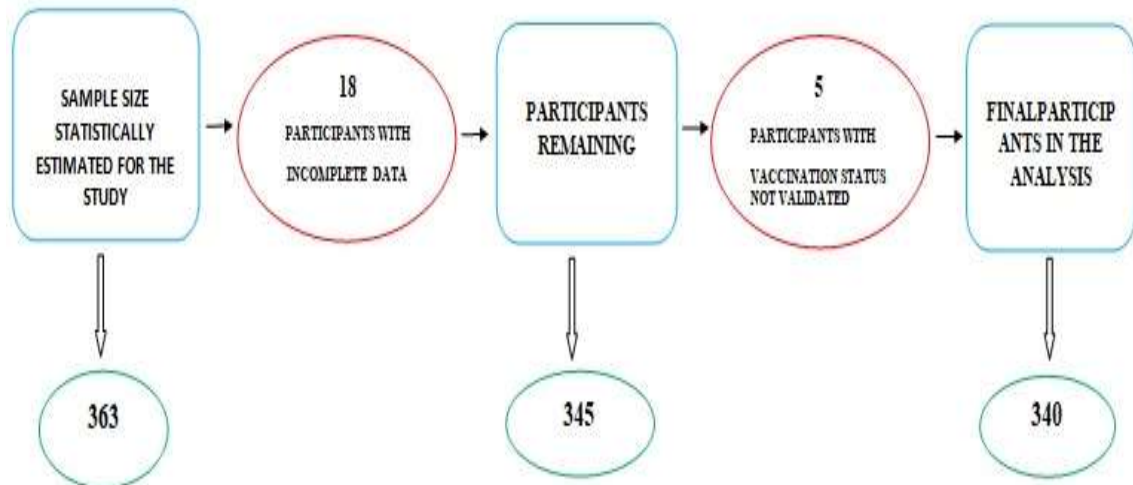 SAMPLE SIZE
STATISTICALLY
ESTIMATED FOR THE
STUDY
18
PARTICIPANTS WITH
INCOMPLETE DATA
PARTICIPANTS
REMAINING
5
PARTICIPANTS WITH
VACCINATION STATUS
NOT VALIDATED
FINALPARTICIP
ANTS IN THE
ANALYSIS
363
345
340